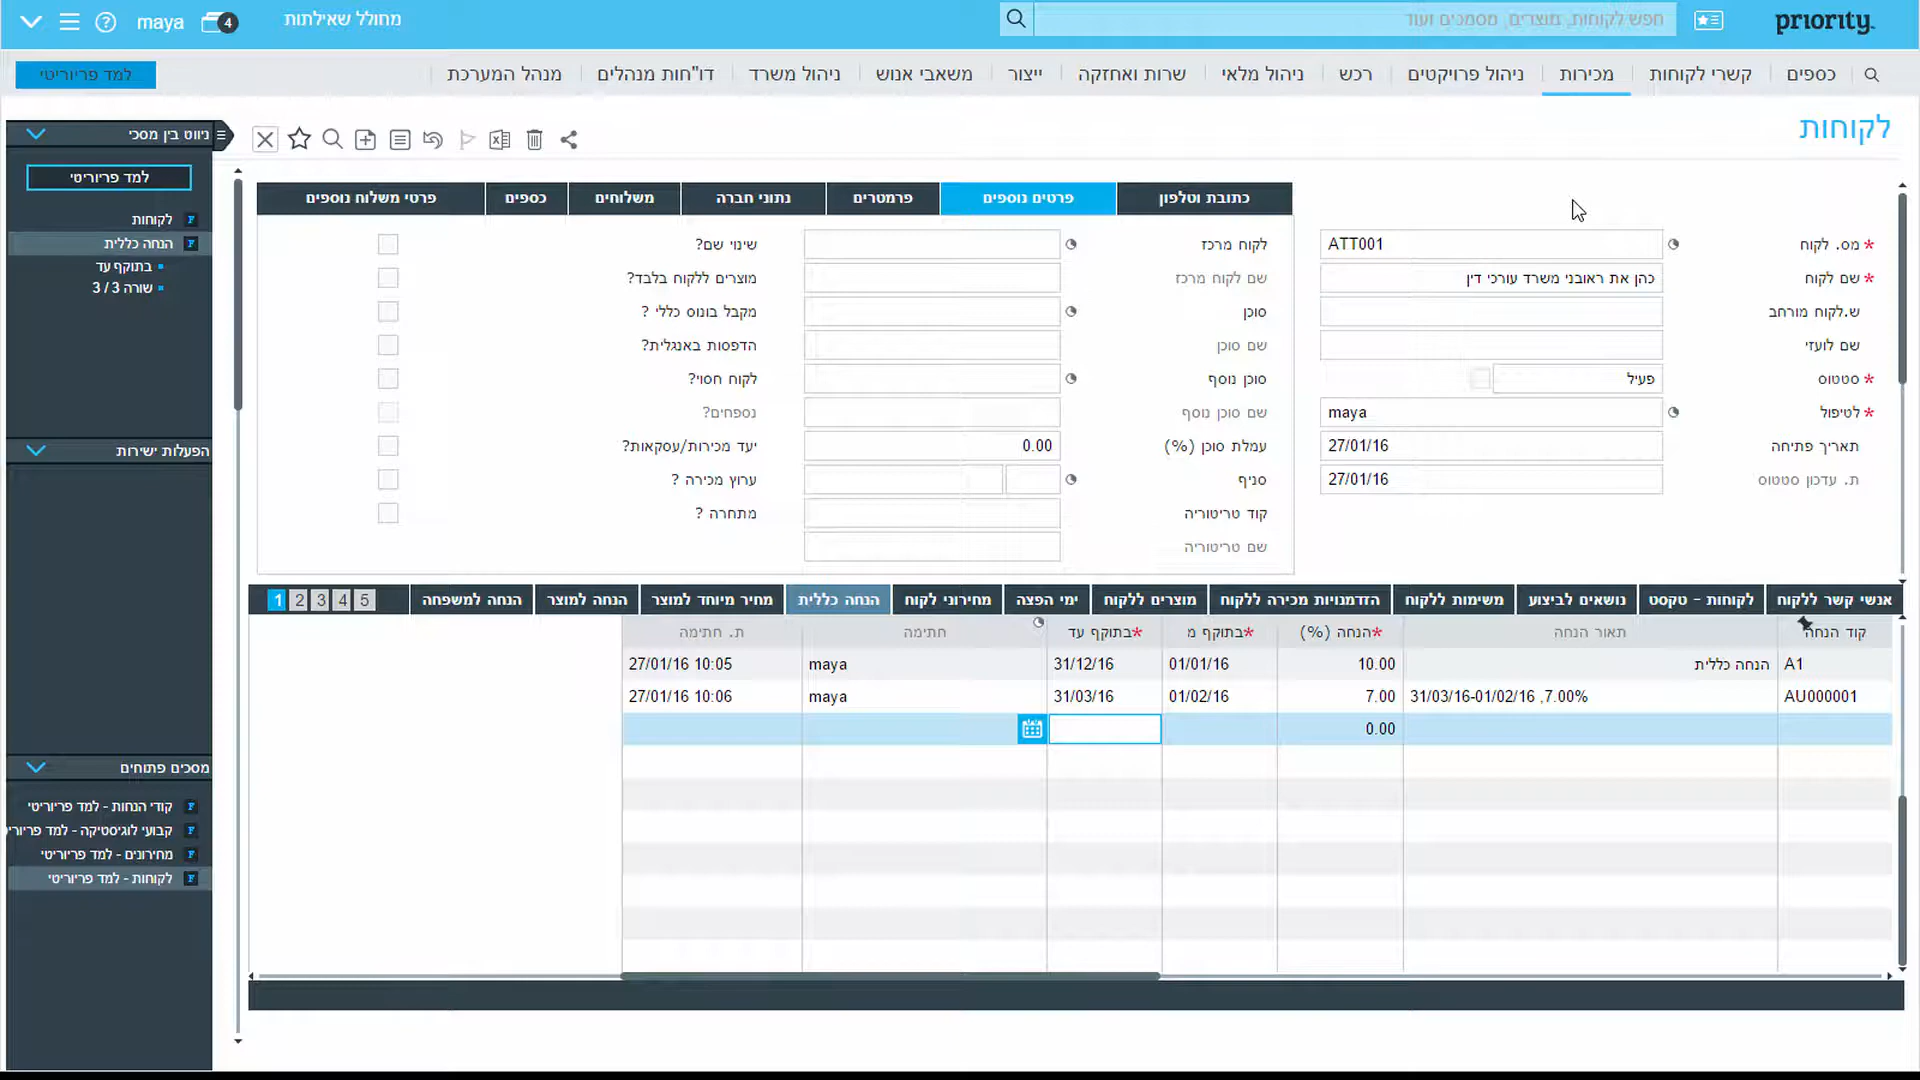 priority
חפש לקוחות, מוצרים, מסמכים ועוד
מחולל שאילתות
4
maya
כספים | קשרי לקוחות | מכירות | ניהול פרויקטים | רכש | ניהול מלאי | שרות ואחזקה | ייצור | משאבי אנוש | ניהול משרד | דו"חות מנהלים | מנהל המערכת
למד פריוריטי
לקוחות
ניווט בין מסכי
למד פריוריטי
לקוחות
הנחה כללית
בתוקף עד
שורה 3 / 3
הפעלות ישירות
מסכים פתוחים
קודי הנחות - למד פריוריטי
קבועי לוגיסטיקה - למד פריורי
מחירונים - למד פריוריטי
לקוחות - למד פריוריטי
* מס. לקוח ATT001
* שם לקוח כהן את ראובני משרד עורכי דין
ש.לקוח מורחב
שם לועזי
* סטטוס פעיל
* לטיפול maya
תאריך פתיחה 27/01/16
ת. עדכון סטטוס 27/01/16
כתובת וטלפון פרטים נוספים פרמטרים נתוני חברה משלוחים כספים פרטי משלוח נוספים
לקוח מרכז שינוי שם?
שם לקוח מרכז מוצרים ללקוח בלבד?
סוכן מקבל בונוס כללי ?
שם סוכן הדפסות באנגלית?
סוכן נוסף לקוח חסוי?
שם סוכן נוסף נספחים?
עמלת סוכן (%) 0.00 יעד מכירות/עסקאות?
סניף ערוץ מכירה ?
קוד טריטוריה מתחרה ?
שם טריטוריה
אנשי קשר ללקוח לקוחות - טקסט נושאים לביצוע משימות ללקוח הזדמנויות מכירה ללקוח מוצרים ללקוח ימי הפצה מחירוני לקוח הנחה כללית מחיר מיוחד למוצר הנחה למוצר הנחה למשפחה 1 2 3 4 5
קוד הנחה תאור הנחה *הנחה (%) *בתוקף מ *בתוקף עד חתימה ת. חתימה
A1 הנחה כללית 10.00 01/01/16 31/12/16 maya 27/01/16 10:05
AU000001 31/03/16-01/02/16 ,7.00% 7.00 01/02/16 31/03/16 maya 27/01/16 10:06
0.00